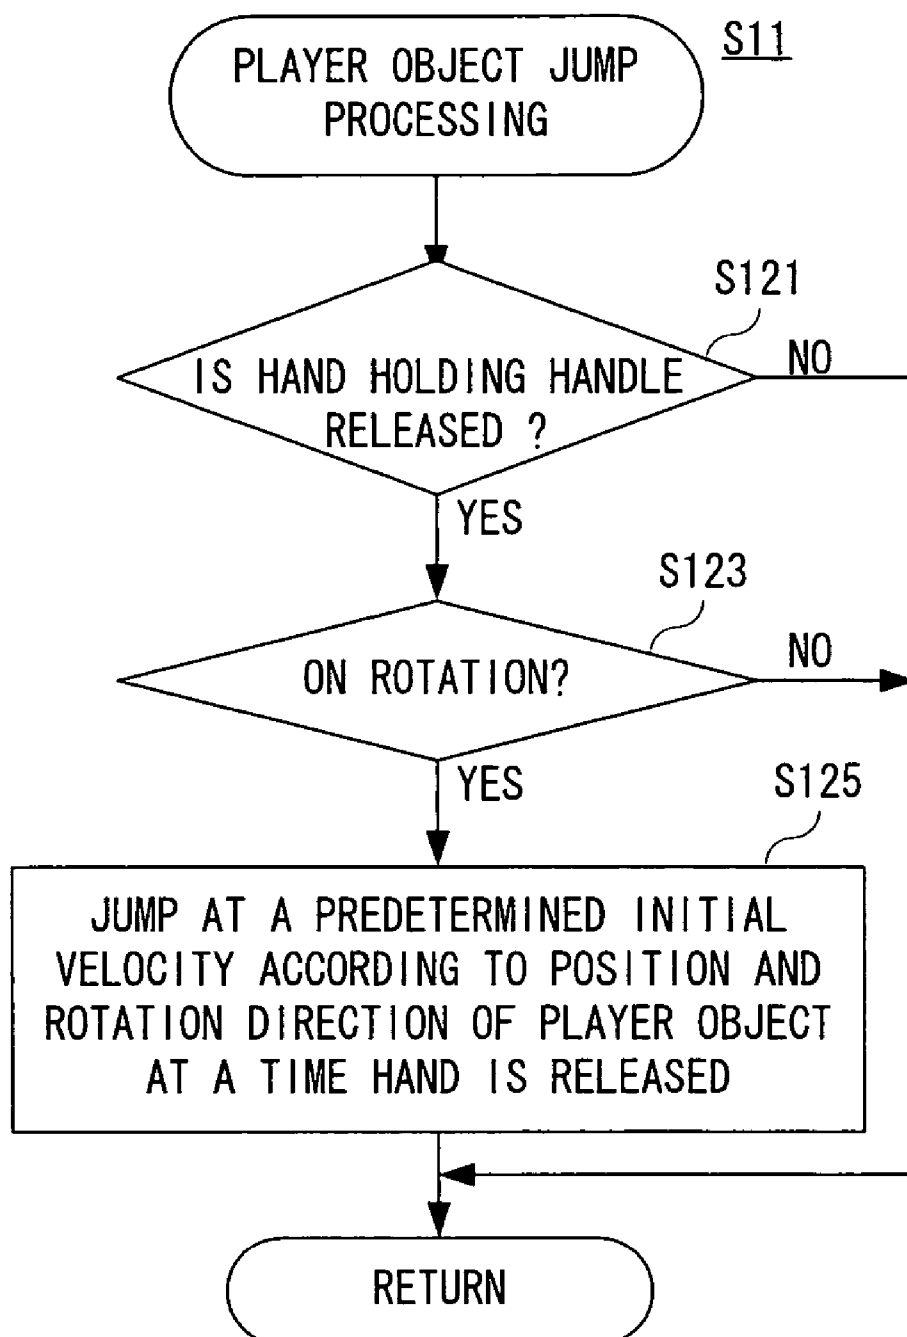 S11
PLAYER OBJECT JUMP
PROCESSING
S121
IS HAND HOLDING HANDLE
RELEASED ?
NO
YES
S123
ON ROTATION?
NO
YES
S125
JUMP AT A PREDETERMINED INITIAL
VELOCITY ACCORDING TO POSITION AND
ROTATION DIRECTION OF PLAYER OBJECT
AT A TIME HAND IS RELEASED
RETURN